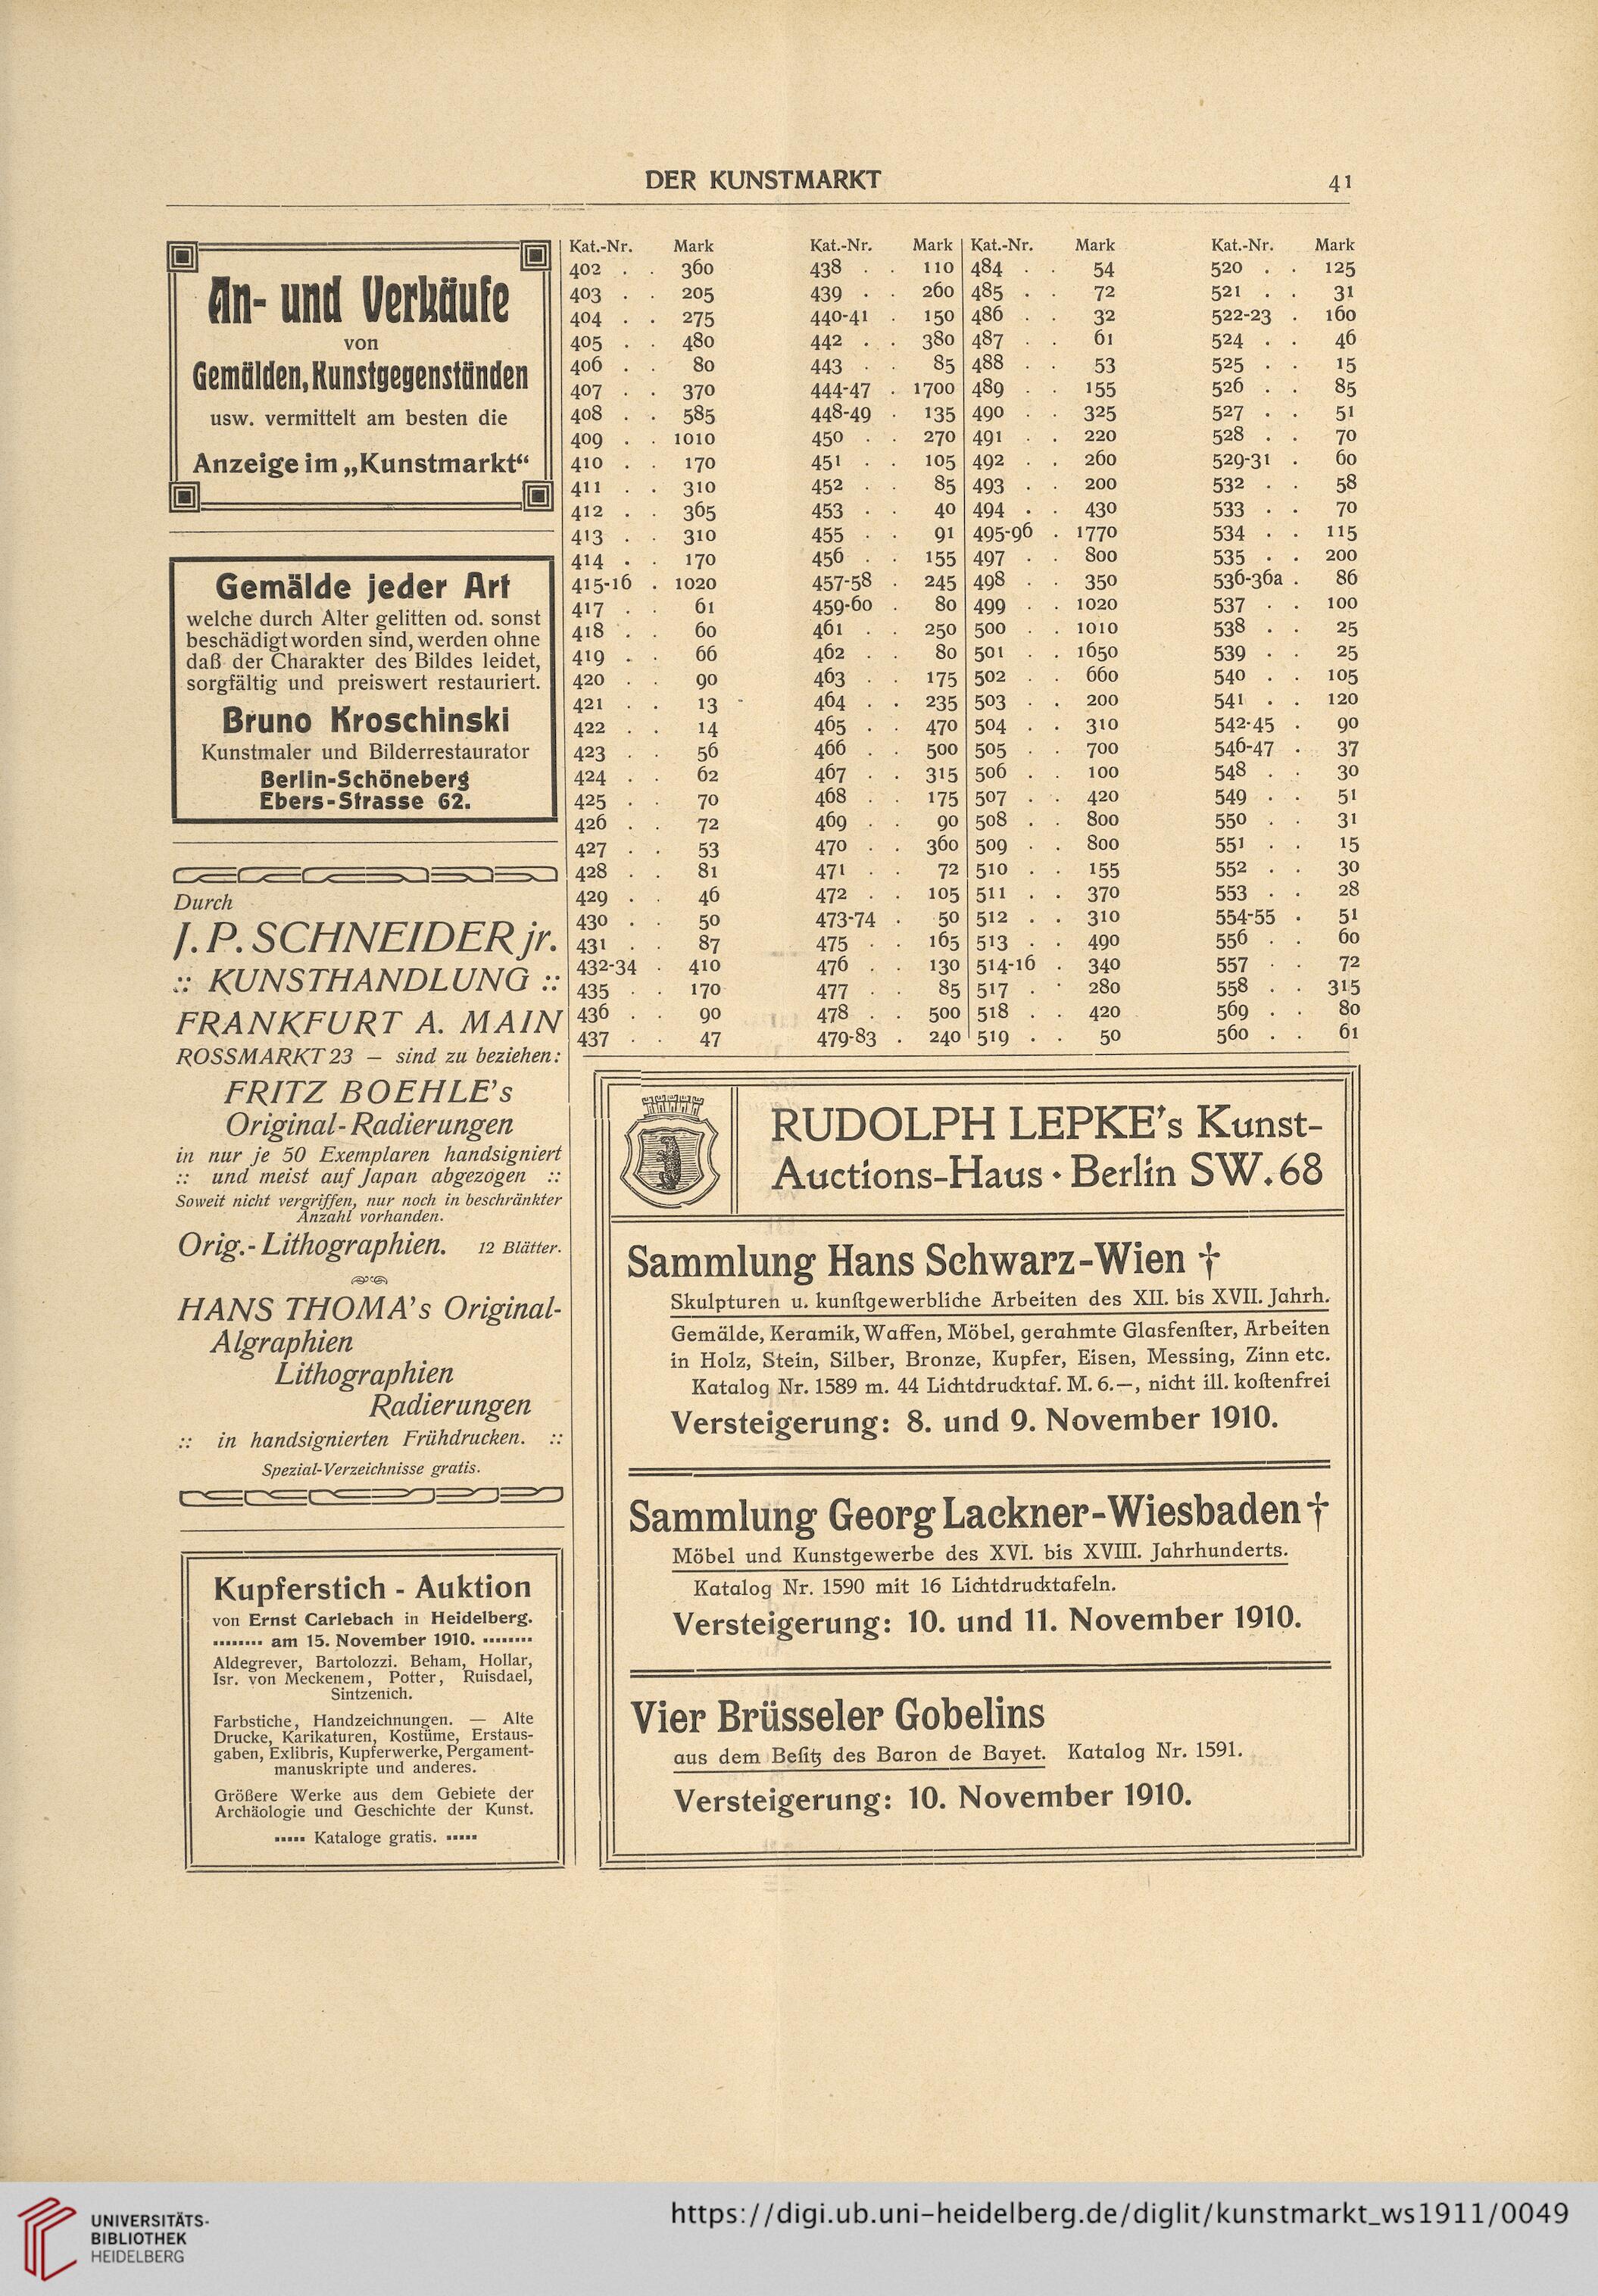 DER KUNSTMARKT
41
An- und Verkäufe
von
Gemälden, Kunstgegenständen
usw. vermittelt am besten die
Anzeige im „Kunstmarkt“
Gemälde jeder Art
welche durch Alter gelitten od. sonst
beschädigt worden sind, werden ohne
daß der Charakter des Bildes leidet,
sorgfältig und preiswert restauriert.
Bruno Kroschinski
Kunstmaler und Bilderrestaurator
Berlin-Schöneberg
Ebers-Strasse 62.
Durch
J. P. SCHNEIDER jr.
:: KUNSTHANDLUNG ::
FRANKFURT A. MAIN
ROSSMARKT 23 — sind zu beziehen:
FRITZ BOEHLE's
Original-Radierungen
in nur je 50 Exemplaren handsigniert
:: und meist auf Japan abgezogen ::
Soweit nicht vergriffen, nur noch in beschränkter
Anzahl vorhanden.
Orig.-Lithographien. 12 Blätter.
HANS THOMA's Original-
Algraphien
Lithographien
Radierungen
:: in handsignierten Frühdrucken. ::
Spezial-Verzeichnisse gratis.
Kupferstich - Auktion
von Ernst Carlebach in Heidelberg.
am 15. November 1910.
Aldegrever, Bartolozzi. Beham, Hollar,
Isr. von Meckenem, Potter, Ruisdael,
Sintzenich.
Farbstiche, Handzeichnungen. — Alte
Drucke, Karikaturen, Kostüme, Erstaus-
gaben, Exlibris, Kupferwerke, Pergament-
manuskripte und anderes.
Größere Werke aus dem Gebiete der
Archäologie und Geschichte der Kunst.
Kataloge gratis.
Kat.-Nr. Mark
402 . . 360
403 . . 205
404 . . 275
405 . . 480
406 . . 80
407 . . 370
408 . . 585
409 . . 1010
410 . . 170
411 . . 310
412 . . 365
413 . . 310
414 . . 170
415-16 . 1020
417 . . 61
418 . . 60
419 . . 66
420 . . 90
421 . . 13
422 . . 14
423 . . 56
424 . . 62
425 . . 70
426 . . 72
427 . . 53
428 . . 81
429 . . 46
430 . . 50
431 . . 87
432-34 . 410
435 . . 170
436 . . 90
437 . . 47
Kat.-Nr. Mark
438 . . 110
439 . . 260
440-41 . 150
442 . . 380
443 . . 85
444-47 . 1700
448-49 . 135
450 . . 270
451 . . 105
452 . . 85
453 . . 40
455 . . 91
456 . . 155
457-58 . 245
459-60 . 80
461 . . 250
462 . . 80
463 . . 175
464 . . 235
465 . . 470
466 . . 500
467 . . 315
468 . . 175
469 . . 90
470 . . 360
471 . . 72
472 . . 105
473-74 . 50
475 . . 165
476 . . 130
477 . . 85
478 . . 500
479-83 . 240
Kat.-Nr. Mark
484 . . 54
485 . . 72
486 . . 32
487 . . 61
488 . . 53
489 . . 155
490 . . 325
491 . . 220
492 . . 260
493 . . 200
494 . . 430
495-96 . 1770
497 . . 800
498 . . 350
499 . . 1020
500 . . 1010
501 . . 1650
502 . . 660
503 . . 200
504 . . 310
505 . . 700
506 . . 100
507 . . 420
508 . . 800
509 . . 800
510 . . 155
511 . . 370
512 . . 310
513 . . 490
514-16 . 340
517 . . 280
518 . . 420
519 . . 50
Kat.-Nr. Mark
520 . . 125
521 . . 31
522-23 . 160
524 . . 46
525 . . 15
526 . . 85
527 . . 51
528 . . 70
529-31 . 60
532 . . 58
533 . . 70
534 . . 115
535 . . 200
536-36a . 86
537 . . 100
538 . . 25
539 . . 25
540 . . 105
541 . . 120
542-45 . 90
546-47 . 37
548 . . 30
549 . . 51
550 . . 31
551 . . 15
552 . . 30
553 . . 28
554-55 . 51
556 . . 60
557 . . 72
558 . . 315
569 . . 80
560 . . 61
RUDOLPH LEPKE's Kunst-
Auctions-Haus · Berlin SW. 68
Sammlung Hans Schwarz-Wien †
Skulpturen u. kunſtgewerbliche Arbeiten des XII. bis XVII. Jahrh.
Gemälde, Keramik, Waffen, Möbel, gerahmte Glasfenſter, Arbeiten
in Holz, Stein, Silber, Bronze, Kupfer, Eisen, Messing, Zinn etc.
Katalog Nr. 1589 m. 44 Lichtdrucktaf. M. 6.—, nicht ill. koſtenfrei
Versteigerung: 8. und 9. November 1910.
Sammlung Georg Lackner-Wiesbaden †
Möbel und Kunstgewerbe des XVI. bis XVIII. Jahrhunderts.
Katalog Nr. 1590 mit 16 Lichtdrucktafeln.
Versteigerung: 10. und 11. November 1910.
Vier Brüsseler Gobelins
aus dem Beſitz des Baron de Bayet. Katalog Nr. 1591.
Versteigerung: 10. November 1910.
UNIVERSITÄTS-
BIBLIOTHEK
HEIDELBERG
https://digi.ub.uni-heidelberg.de/diglit/kunstmarkt_ws1911/0049